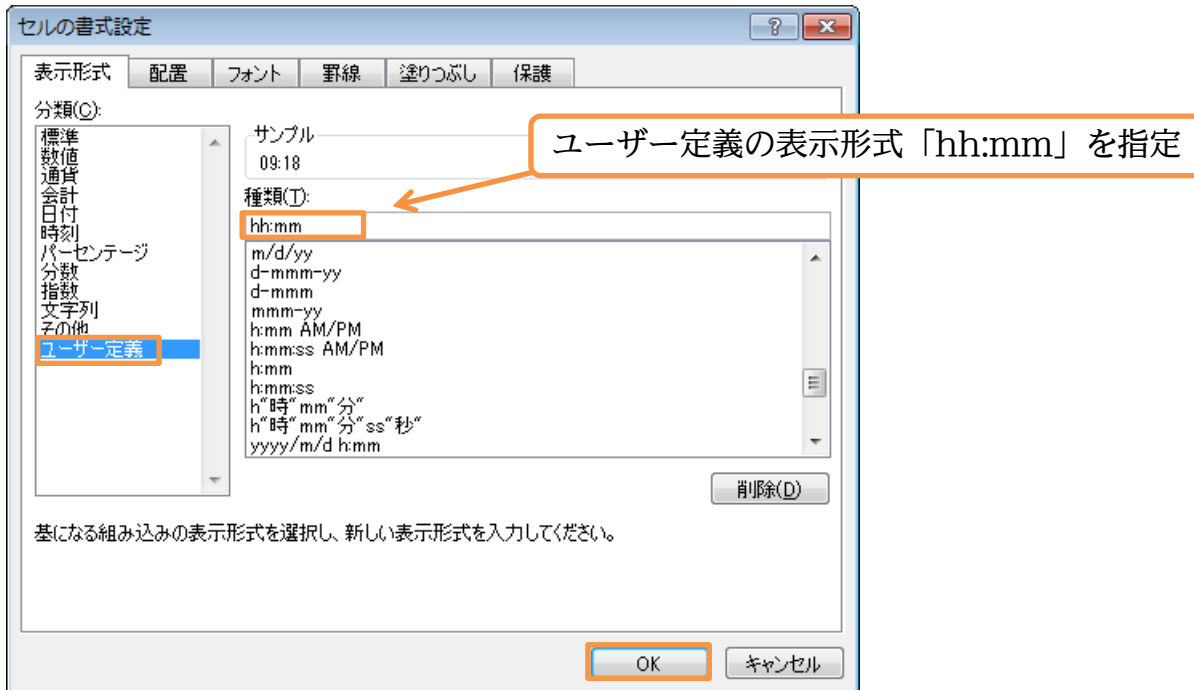 セルの書式設定
表示形式 配置 フォント 罫線 塗りつぶし 保護
分類(C):
標準
数値
通貨
会計
日付
時刻
パーセンテージ
分数
指数
文字列
その他
ユーザー定義
サンプル
09:18
ユーザー定義の表示形式「hh:mm」を指定
種類(T):
hh:mm
m/d/yy
d-mmm-yy
d-mmm
mmm-yy
h:mm AM/PM
h:mm:ss AM/PM
h:mm
h:mm:ss
h"時"mm"分"
h"時"mm"分"ss"秒"
yyyy/m/d h:mm
削除(D)
基になる組み込みの表示形式を選択し、新しい表示形式を入力してください。
OK キャンセル